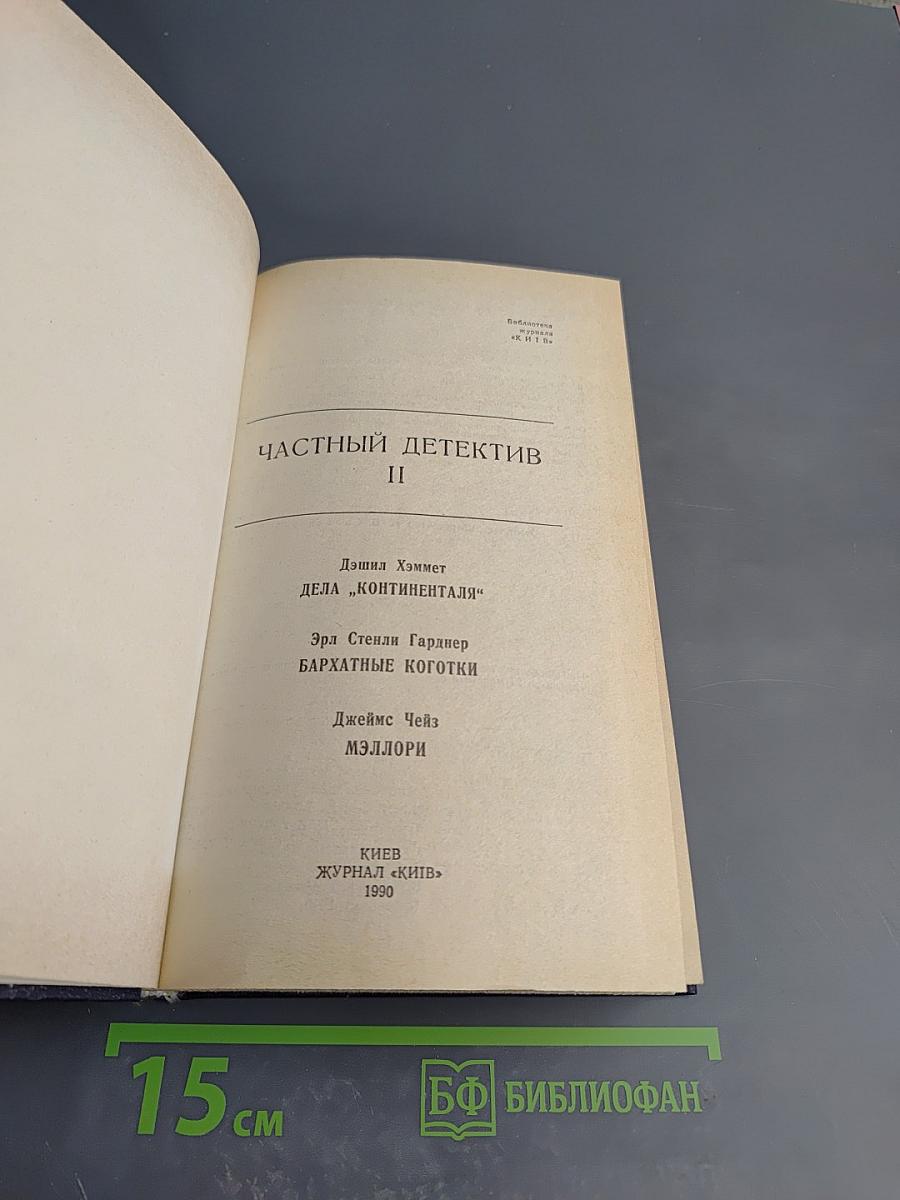 Библиотека
журнала
«КИЇВ»
ЧАСТНЫЙ ДЕТЕКТИВ
II
Дэшил Хэммет
ДЕЛА „КОНТИНЕНТАЛЯ“
Эрл Стенли Гарднер
БАРХАТНЫЕ КОГОТКИ
Джеймс Чейз
МЭЛЛОРИ
КИЕВ
ЖУРНАЛ «КИЇВ»
1990
15 см
БФ БИБЛИОФАН